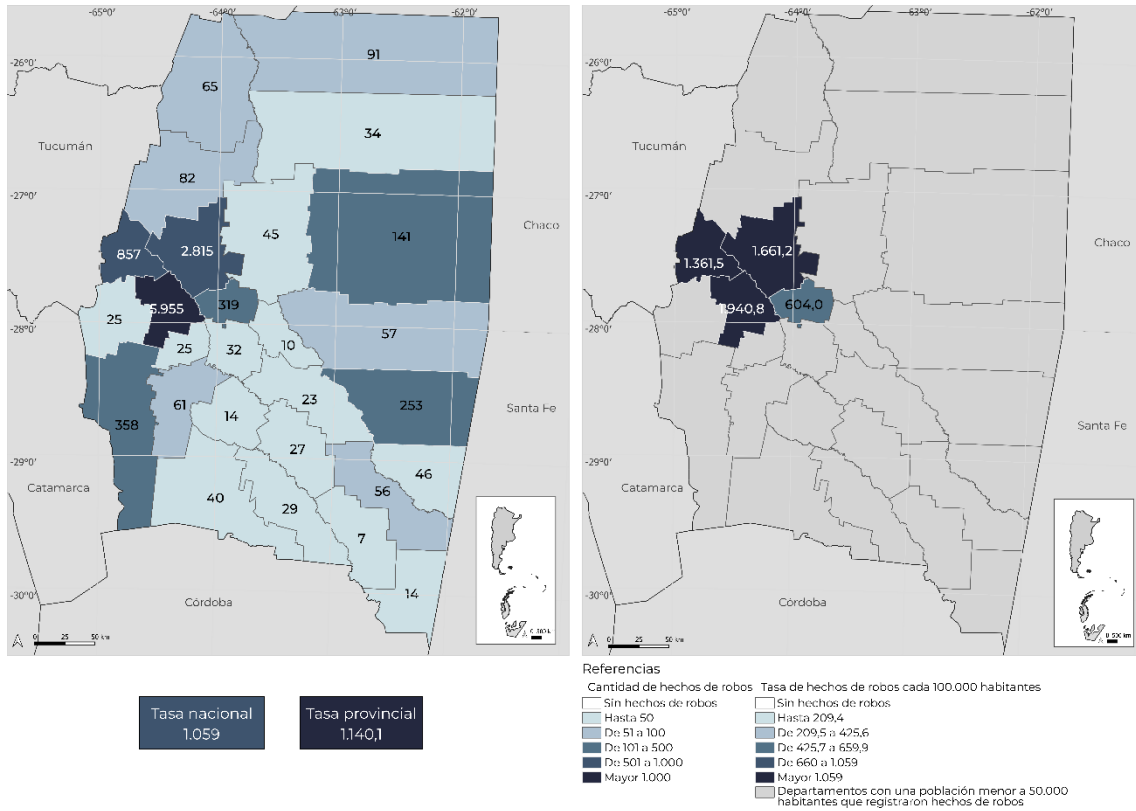 -65°0'
-64°0'
-63°0'
-62°0'
-26°0'
-27°0'
-28°0'
-29°0'
-30°0'
91
65
34
82
Tucumán
Chaco
45
141
2.815
857
5.955
319
25
57
10
25
32
23
253
61
14
358
Santa Fe
27
46
Catamarca
56
40
29
7
14
Córdoba
0 25 50 km
-65°0'
-64°0'
-63°0'
-62°0'
-26°0'
-27°0'
-28°0'
-29°0'
-30°0'
Tucumán
Chaco
1.661,2
1.361,5
1.940,8
604,0
Santa Fe
Catamarca
Córdoba
0 25 50 km
Tasa nacional
1.059
Tasa provincial
1.140,1
Referencias
Cantidad de hechos de robos
Sin hechos de robos
Hasta 50
De 51 a 100
De 101 a 500
De 501 a 1.000
Mayor 1.000
Tasa de hechos de robos cada 100.000 habitantes
Sin hechos de robos
Hasta 209,4
De 209,5 a 425,6
De 425,7 a 659,9
De 660 a 1.059
Mayor 1.059
Departamentos con una población menor a 50.000
habitantes que registraron hechos de robos